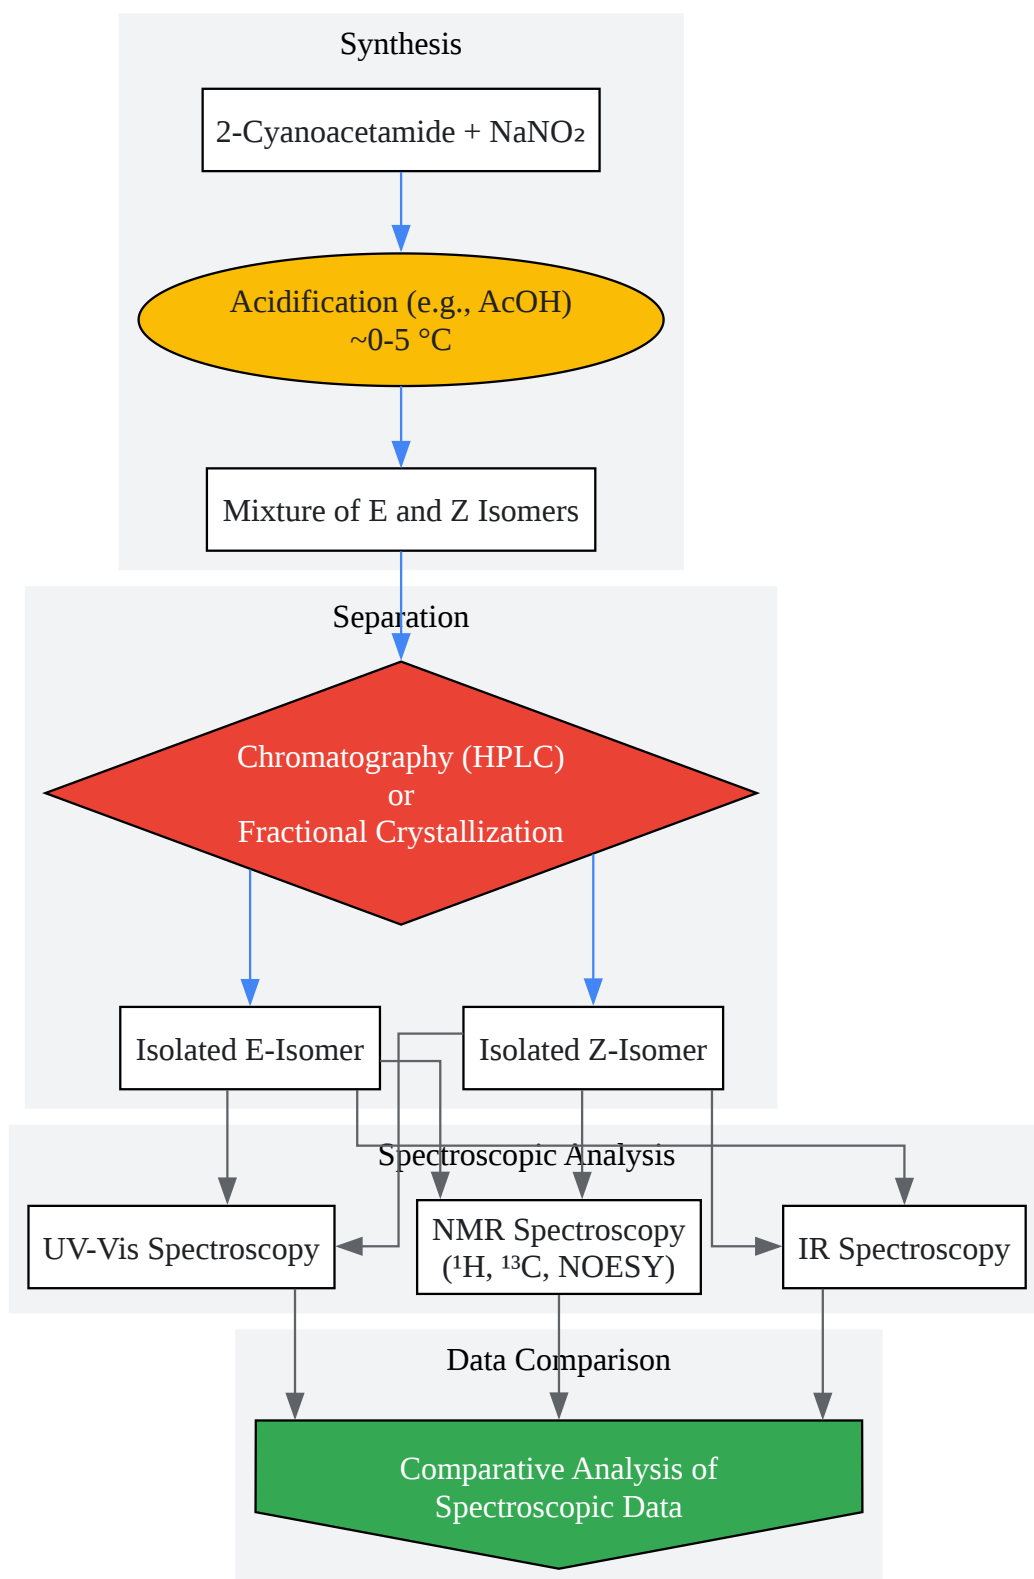 Synthesis
2-Cyanoacetamide + NaNO₂
Acidification (e.g., AcOH)
~0-5 °C
Mixture of E and Z Isomers
Separation
Chromatography (HPLC)
or
Fractional Crystallization
Isolated E-Isomer
Isolated Z-Isomer
Spectroscopic Analysis
UV-Vis Spectroscopy
NMR Spectroscopy
(¹H, ¹³C, NOESY)
IR Spectroscopy
Data Comparison
Comparative Analysis of
Spectroscopic Data